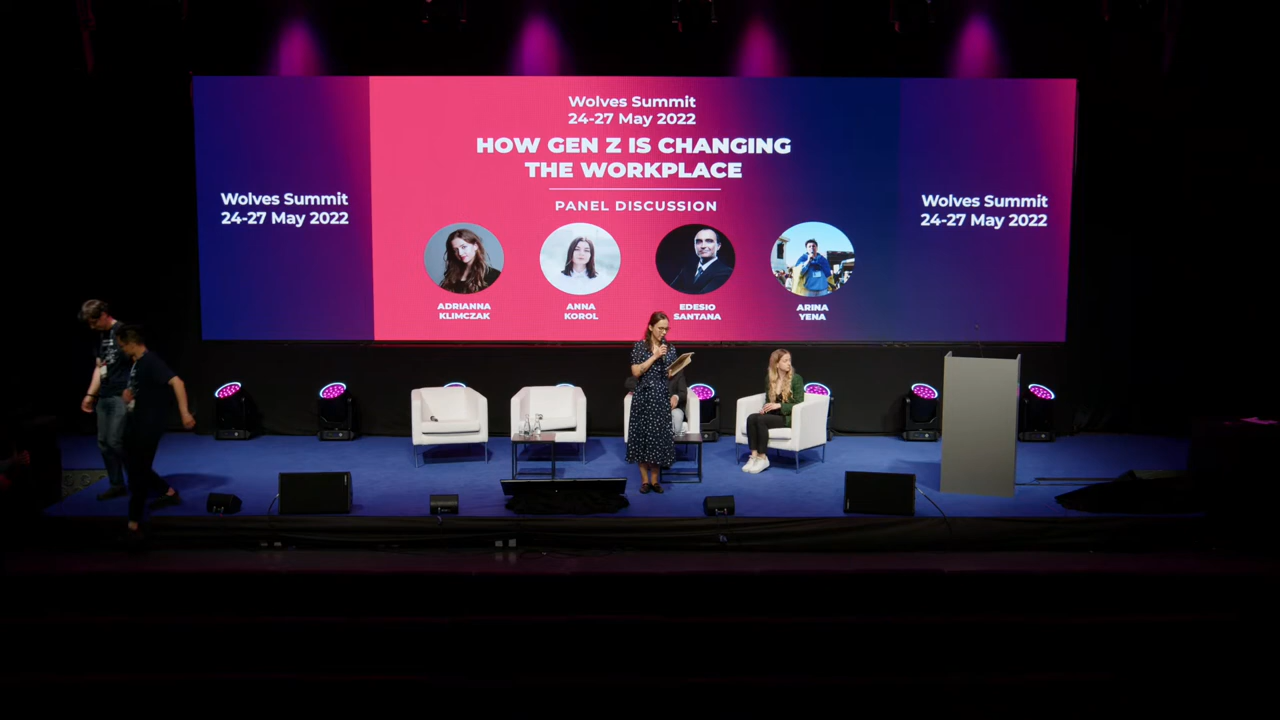 Wolves Summit
24-27 May 2022
HOW GEN Z IS CHANGING
THE WORKPLACE
PANEL DISCUSSION
Wolves Summit
24-27 May 2022
Wolves Summit
24-27 May 2022
ADRIANNA
KLIMCZAK
ANNA
KOROL
EDESIO
SANTANA
ARINA
YENA